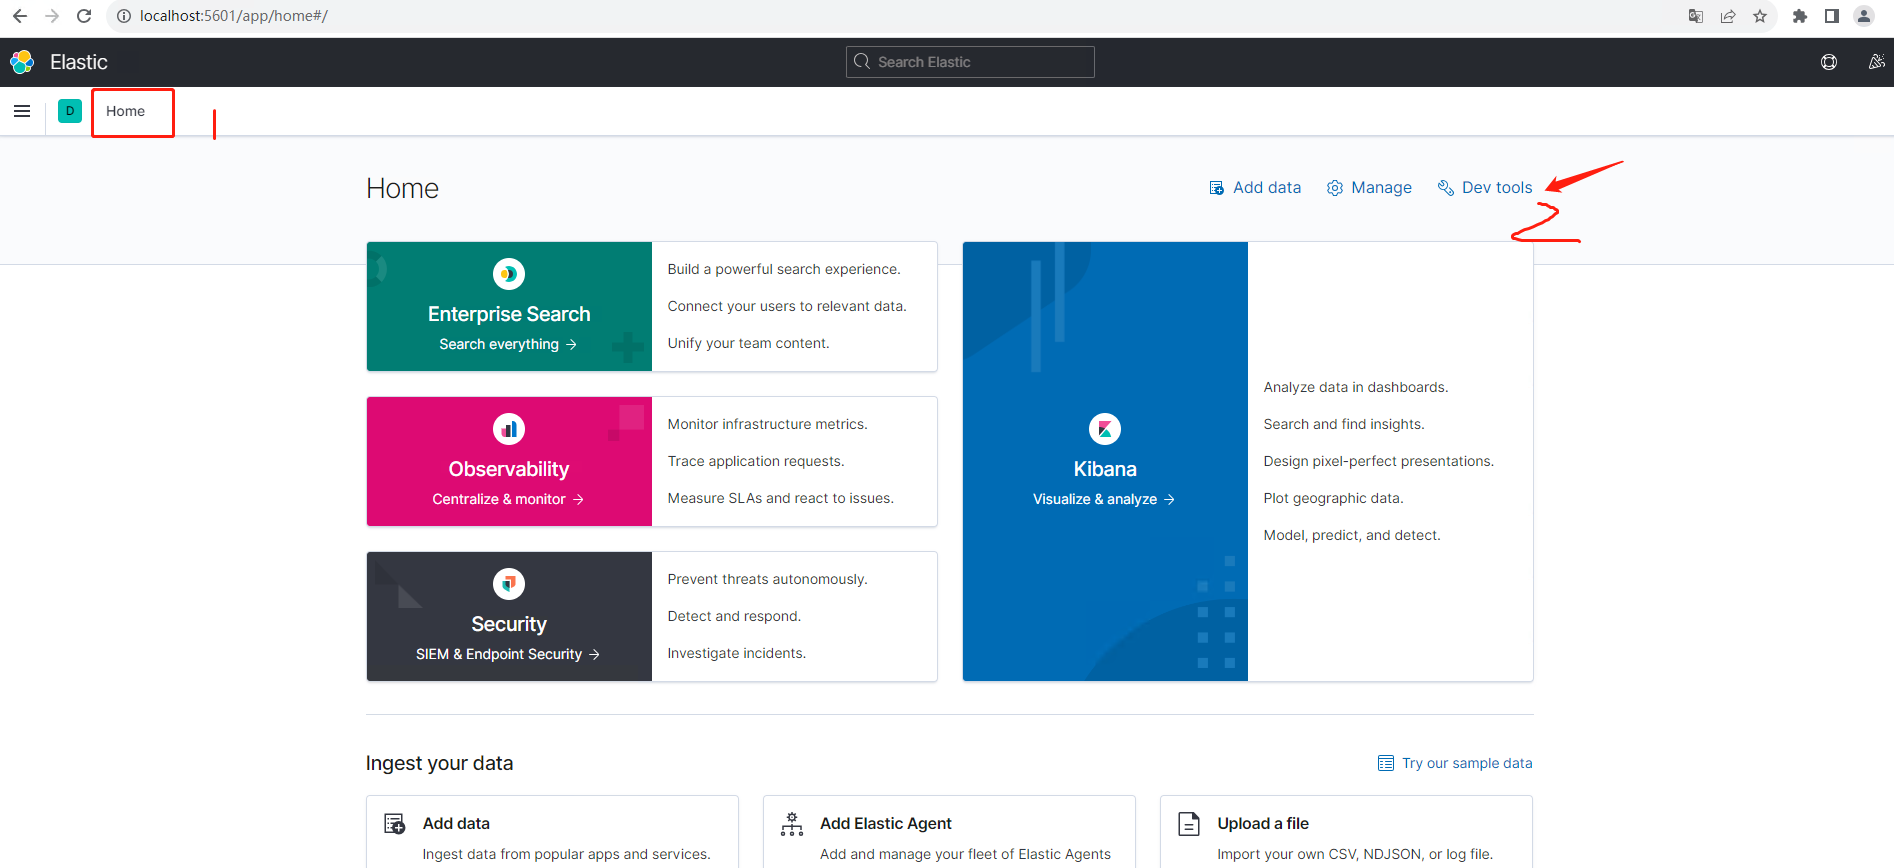 localhost:5601/app/home#/
Elastic
Search Elastic
D
Home
1
Home
Add data
Manage
Dev tools
2
Enterprise Search
Search everything →
Build a powerful search experience.
Connect your users to relevant data.
Unify your team content.
Observability
Centralize & monitor →
Monitor infrastructure metrics.
Trace application requests.
Measure SLAs and react to issues.
Security
SIEM & Endpoint Security →
Prevent threats autonomously.
Detect and respond.
Investigate incidents.
Kibana
Visualize & analyze →
Analyze data in dashboards.
Search and find insights.
Design pixel-perfect presentations.
Plot geographic data.
Model, predict, and detect.
Ingest your data
Try our sample data
Add data
Ingest data from popular apps and services.
Add Elastic Agent
Add and manage your fleet of Elastic Agents
Upload a file
Import your own CSV, NDJSON, or log file.